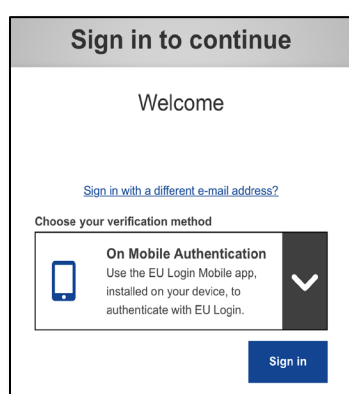 Sign in to continue
Welcome
Sign in with a different e-mail address?
Choose your verification method
On Mobile Authentication
Use the EU Login Mobile app,
installed on your device, to
authenticate with EU Login.
Sign in